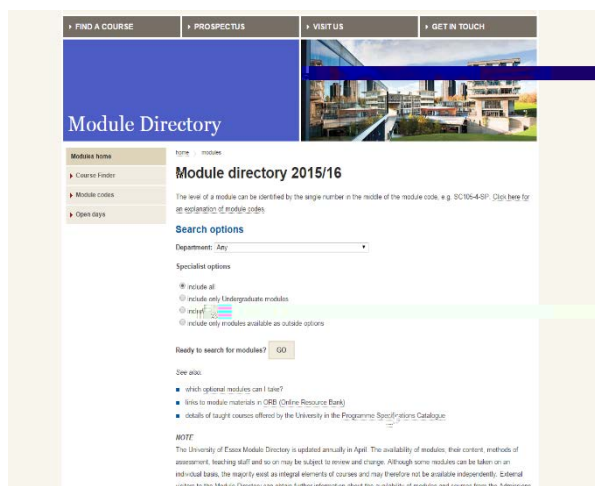 FIND A COURSE
PROSPECTUS
VISIT US
GET IN TOUCH
Module Directory
Modules home
Course Finder
Module codes
Open days
home modules
Module directory 2015/16
The level of a module can be identified by the single number in the middle of the module code, e.g. SC105-4-SP. Click here for
an explanation of module codes.
Search options
Department: Any
Specialist options
include all
include only Undergraduate modules
include only modules available as outside options
Ready to search for modules? GO
See also:
which optional modules can I take?
links to module materials in ORB (Online Resource Bank)
details of taught courses offered by the University in the Programme Specifications Catalogue
NOTE
The University of Essex Module Directory is updated annually in April. The availability of modules, their content, methods of
assessment, teaching staff and so on may be subject to review and change. Although some modules can be taken on an
individual basis, the majority exist as integral elements of courses and may therefore not be available independently. External
visitors to the Module Directory can obtain further information about the availability of modules and courses from the Admissions